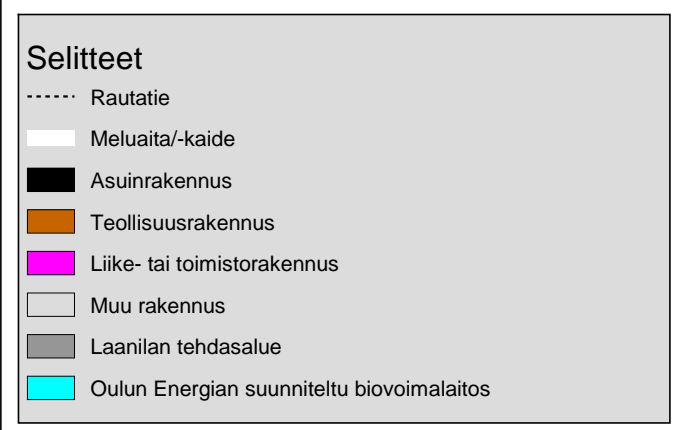 Selitteet
Rautatie
Meluaita/-kaide
Asuinrakennus
Teollisuusrakennus
Liike- tai toimistorakennus
Muu rakennus
Laanilan tehdasalue
Oulun Energian suunniteltu biovoimalaitos